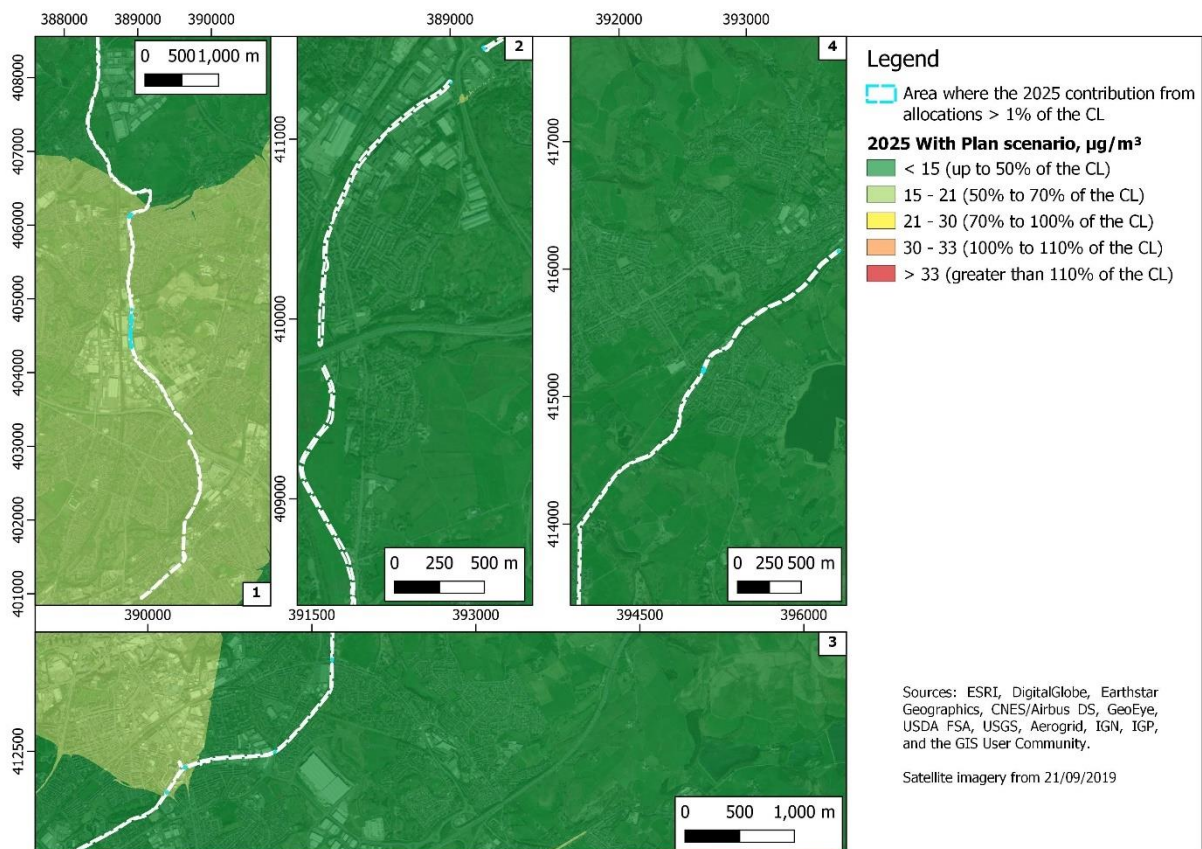 388000 389000 390000
389000
392000 393000
408000
407000
406000
405000
404000
403000
402000
401000
0 500 1,000 m
1
411000
410000
409000
2
0 250 500 m
417000
416000
415000
414000
4
0 250 500 m
Legend
Area where the 2025 contribution from
allocations > 1% of the CL
2025 With Plan scenario, µg/m³
< 15 (up to 50% of the CL)
15 - 21 (50% to 70% of the CL)
21 - 30 (70% to 100% of the CL)
30 - 33 (100% to 110% of the CL)
> 33 (greater than 110% of the CL)
390000 391500 393000 394500 396000
412500
3
0 500 1,000 m
Sources: ESRI, DigitalGlobe, Earthstar
Geographics, CNES/Airbus DS, GeoEye,
USDA FSA, USGS, Aerogrid, IGN, IGP,
and the GIS User Community.
Satellite imagery from 21/09/2019